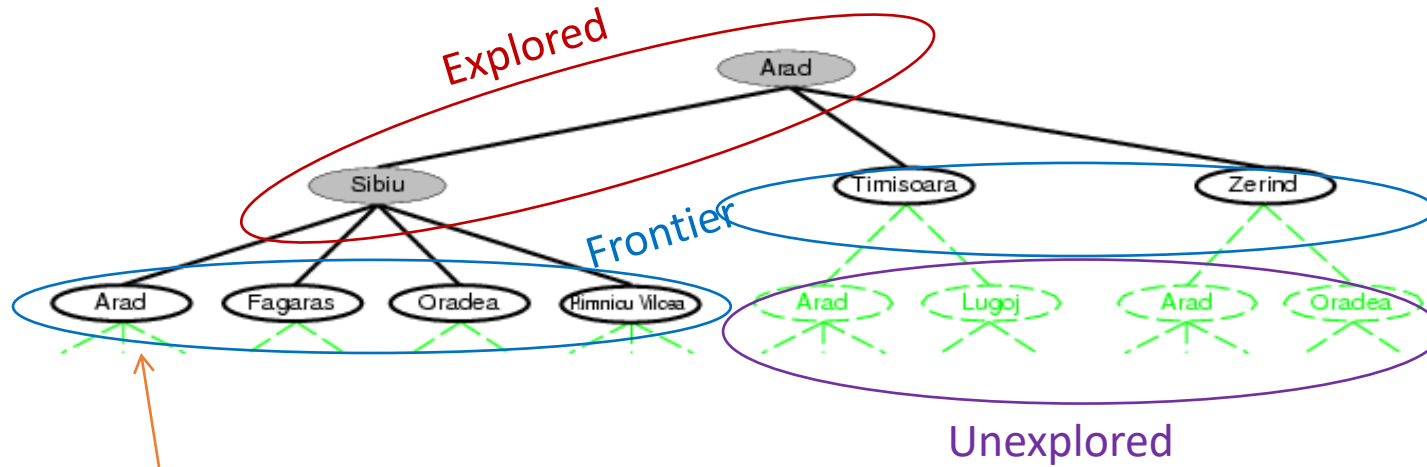 Explored
Arad
Sibiu
Timisoara
Zerind
Frontier
Arad
Fagaras
Oradea
Rimnicu Vilcea
Arad
Lugoj
Arad
Oradea
Unexplored